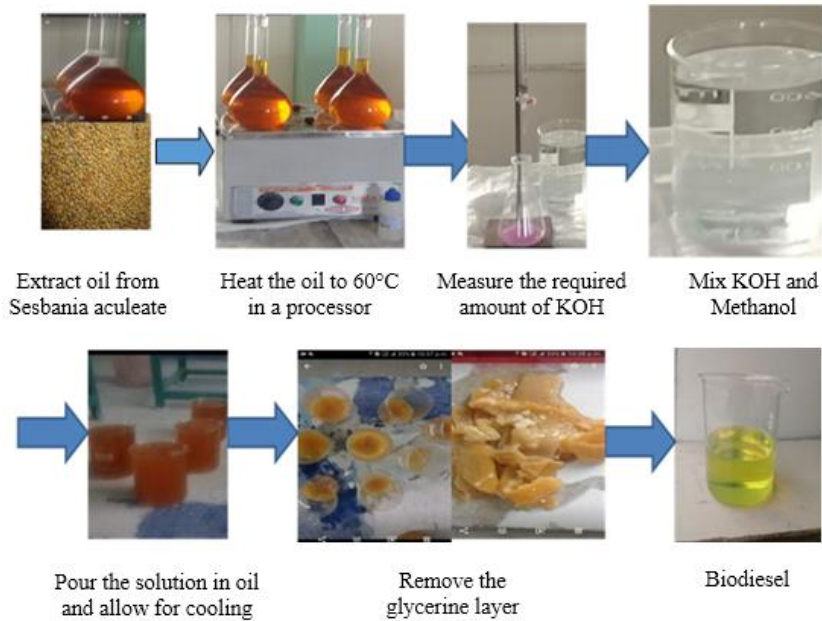 Extract oil from
Sesbania aculeate
Heat the oil to 60°C
in a processor
Measure the required
amount of KOH
Mix KOH and
Methanol
Pour the solution in oil
and allow for cooling
Remove the
glycerine layer
Biodiesel